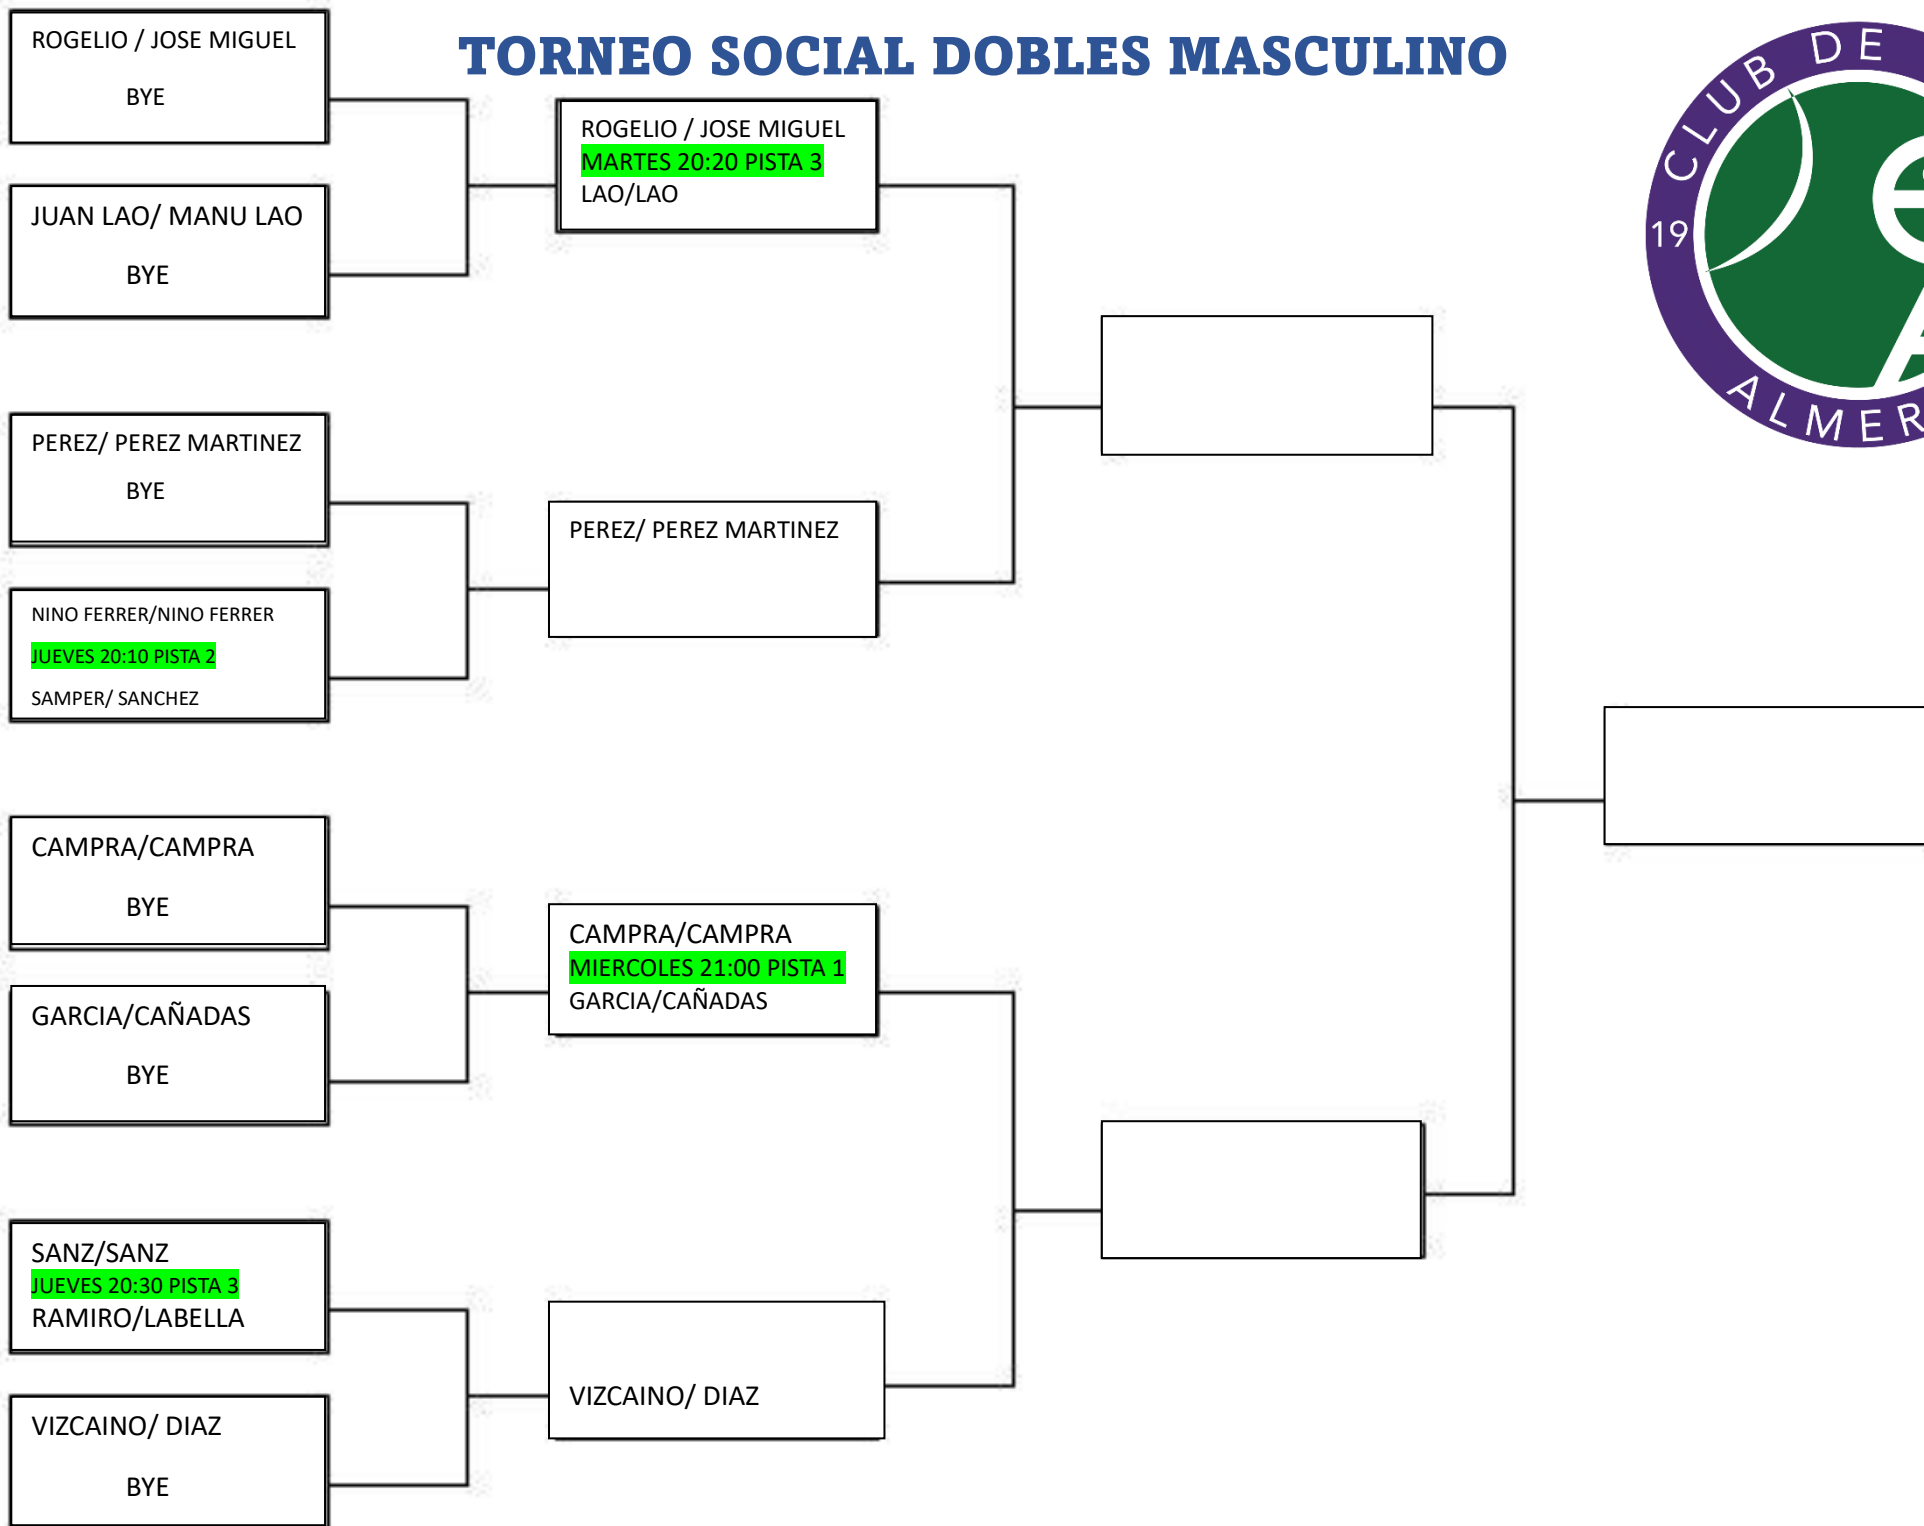 TORNEO SOCIAL DOBLES MASCULINO
ROGELIO / JOSE MIGUEL
BYE
JUAN LAO/ MANU LAO
BYE
PEREZ/ PEREZ MARTINEZ
BYE
NINO FERRER/NINO FERRER
JUEVES 20:10 PISTA 2
SAMPER/ SANCHEZ
CAMPRA/CAMPRA
BYE
GARCIA/CAÑADAS
BYE
SANZ/SANZ
JUEVES 20:30 PISTA 3
RAMIRO/LABELLA
VIZCAINO/ DIAZ
BYE
ROGELIO / JOSE MIGUEL
MARTES 20:20 PISTA 3
LAO/LAO
PEREZ/ PEREZ MARTINEZ
CAMPRA/CAMPRA
MIERCOLES 21:00 PISTA 1
GARCIA/CAÑADAS
VIZCAINO/ DIAZ
CLUB DE
19
ALMER